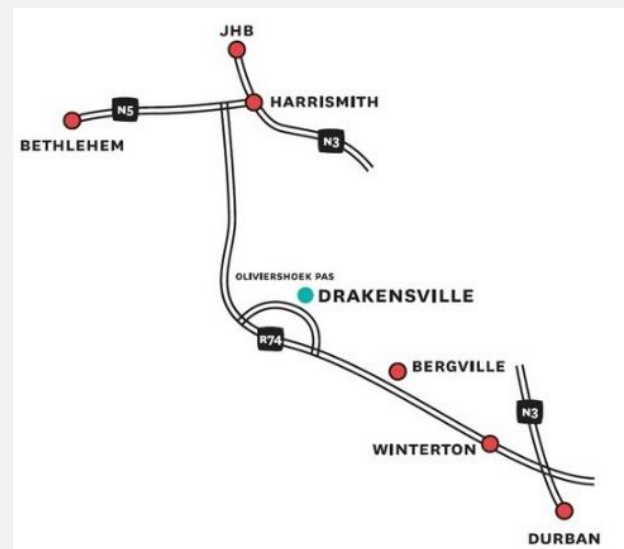 JHB
HARRISMITH
N5
BETHLEHEM
N3
OLIVIERSHOEK PAS
DRAKENSVILLE
R74
BERGVILLE
N3
WINTERTON
DURBAN